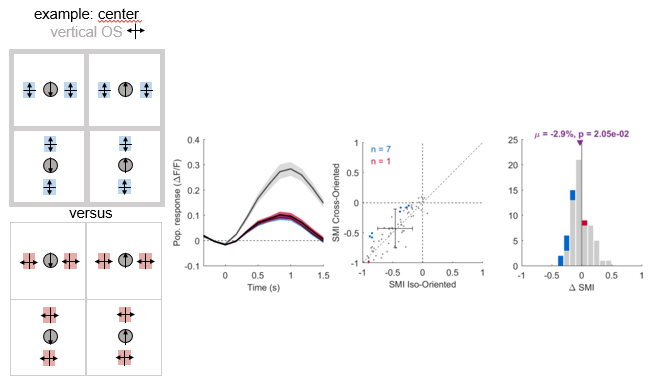 example: center
vertical OS
versus
0.4
0.3
0.2
0.1
0
-0.1
0
0.5
1
1.5
Pop. response (ΔF/F)
Time (s)
n = 7
n = 1
1
0.5
0
-0.5
-1
-1
-0.5
0
0.5
1
SMI Cross-Oriented
SMI Iso-Oriented
μ = -2.9%, p = 2.05e-02
25
20
15
10
5
0
-1
-0.5
0
0.5
1
Δ SMI